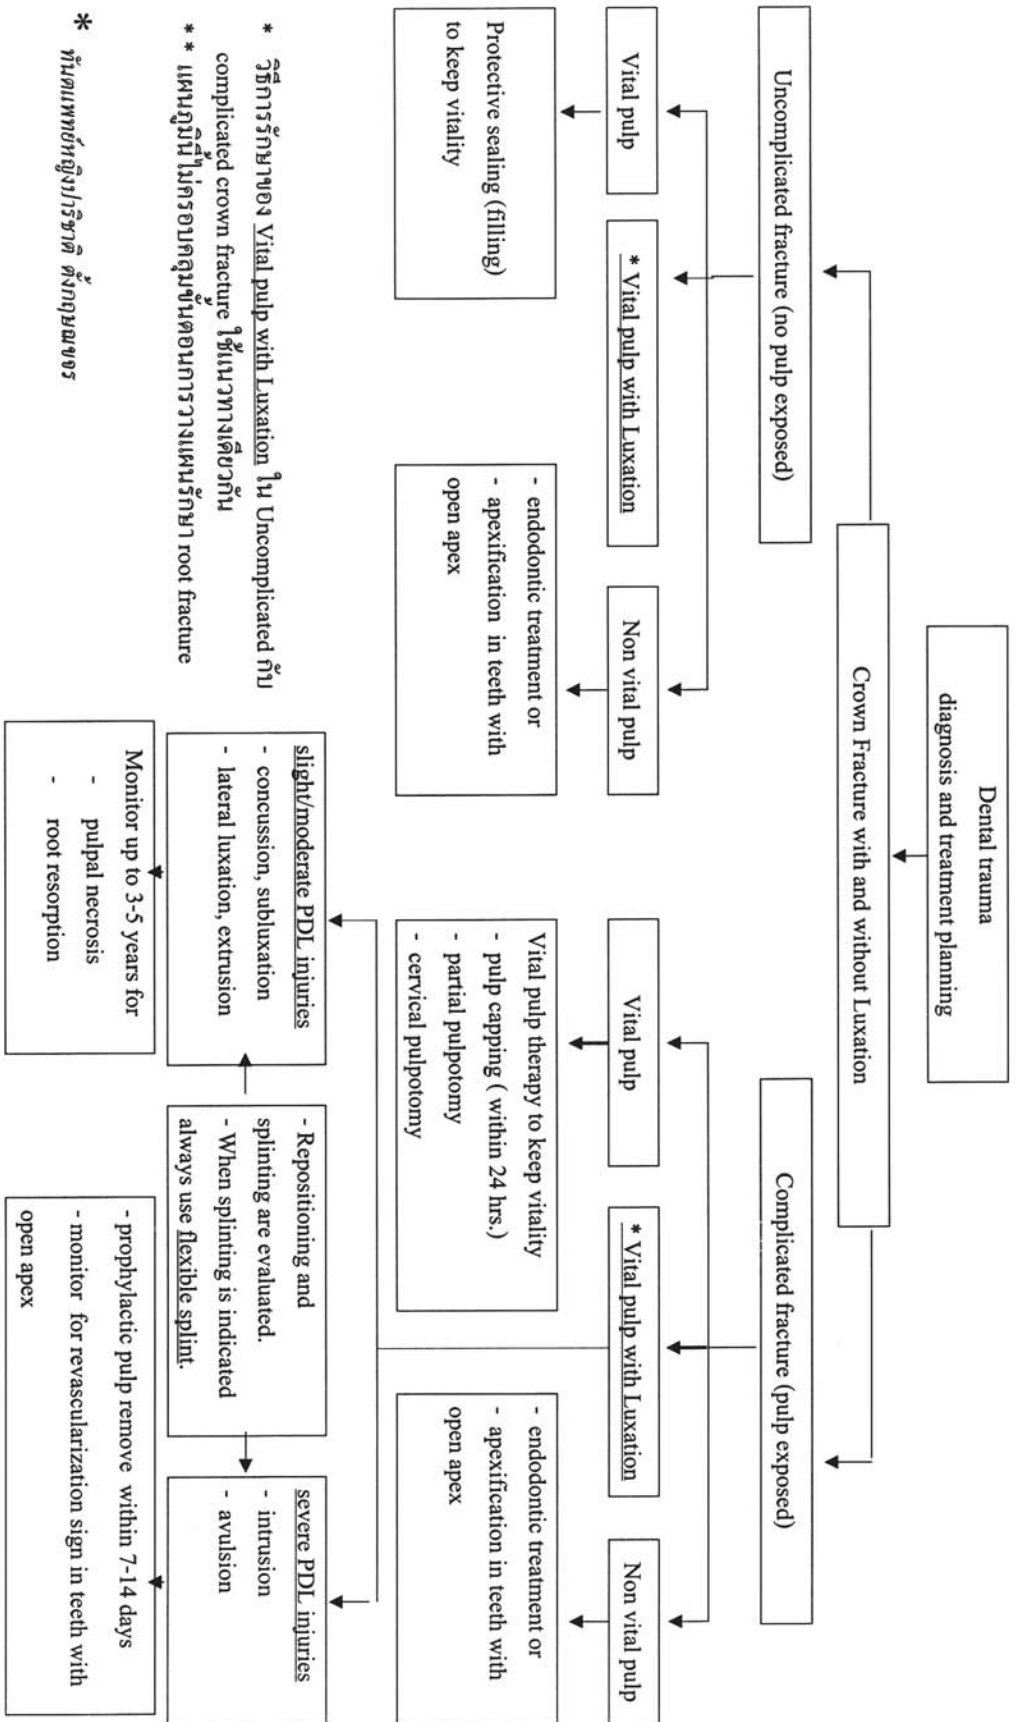 Dental trauma
diagnosis and treatment planning
Crown Fracture with and without Luxation
Uncomplicated fracture (no pulp exposed)
Complicated fracture (pulp exposed)
Vital pulp
* Vital pulp with Luxation
Non vital pulp
Vital pulp
* Vital pulp with Luxation
Non vital pulp
Protective sealing (filling)
to keep vitality
- endodontic treatment or
- apexification in teeth with
open apex
Vital pulp therapy to keep vitality
- pulp capping ( within 24 hrs.)
- partial pulpotomy
- cervical pulpotomy
- endodontic treatment or
- apexification in teeth with
open apex
slight/moderate PDL injuries
- concussion, subluxation
- lateral luxation, extrusion
- Repositioning and
splinting are evaluated.
- When splinting is indicated
always use flexible splint.
severe PDL injuries
- intrusion
- avulsion
Monitor up to 3-5 years for
- pulpal necrosis
- root resorption
- prophylactic pulp remove within 7-14 days
- monitor for revascularization sign in teeth with
open apex
* วิธีการรักษาของ Vital pulp with Luxation ใน Uncomplicated กับ
complicated crown fracture ใช้แนวทางเดียวกัน
* * แผนภูมินี้ไม่ครอบคลุมขั้นตอนการวางแผนรักษา root fracture
* ทันตแพทย์หญิงปาริชาติ ตั้งกฤษณขจร